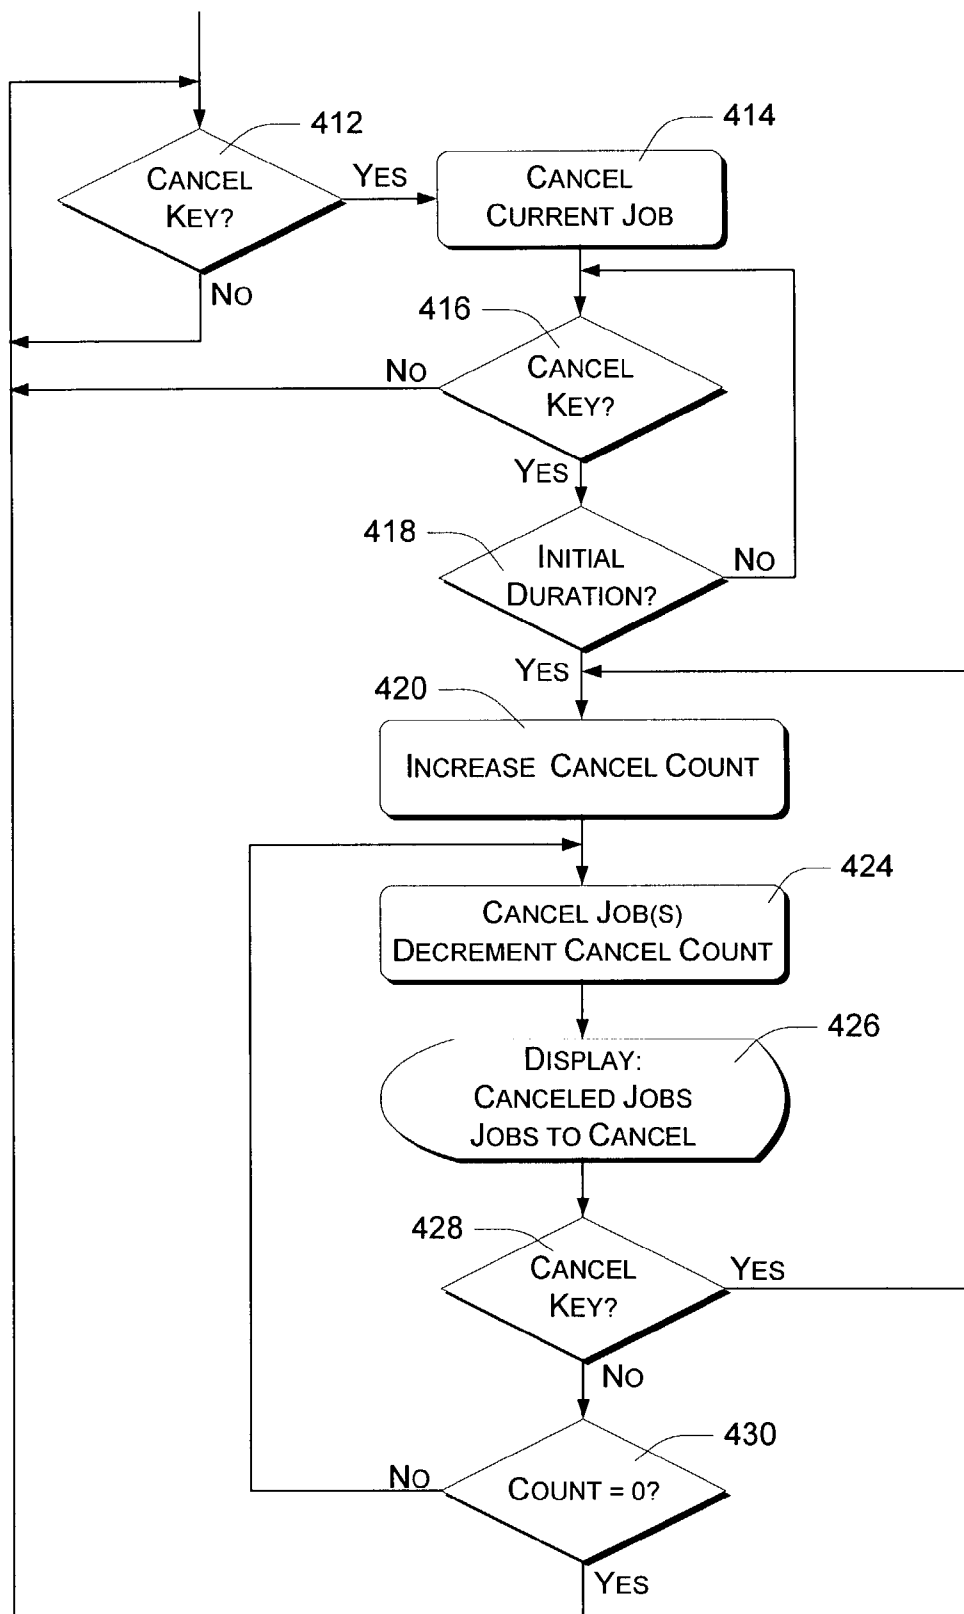 412
CANCEL
KEY?
YES
414
CANCEL
CURRENT JOB
NO
416
CANCEL
KEY?
NO
YES
418
INITIAL
DURATION?
NO
YES
420
INCREASE CANCEL COUNT
424
CANCEL JOB(S)
DECREMENT CANCEL COUNT
426
DISPLAY:
CANCELED JOBS
JOBS TO CANCEL
428
CANCEL
KEY?
YES
NO
430
COUNT = 0?
NO
YES